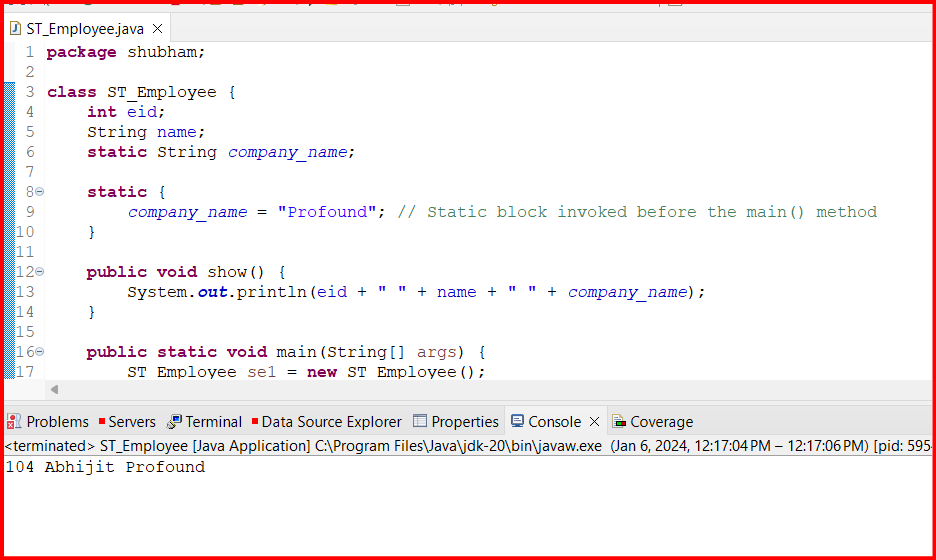 ST_Employee.java
1 package shubham;
2
3 class ST_Employee {
4     int eid;
5     String name;
6     static String company_name;
7
8     static {
9         company_name = "Profound"; // Static block invoked before the main() method
10     }
11
12     public void show() {
13         System.out.println(eid + " " + name + " " + company_name);
14     }
15
16     public static void main(String[] args) {
17         ST_Employee se1 = new ST_Employee();
Problems Servers Terminal Data Source Explorer Properties Console Coverage
<terminated> ST_Employee [Java Application] C:\Program Files\Java\jdk-20\bin\javaw.exe (Jan 6, 2024, 12:17:04 PM – 12:17:06 PM) [pid: 595
104 Abhijit Profound